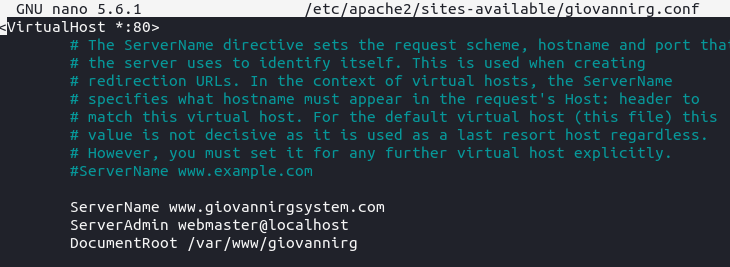 GNU nano 5.6.1 /etc/apache2/sites-available/giovannirg.conf
<VirtualHost *:80>
# The ServerName directive sets the request scheme, hostname and port that
# the server uses to identify itself. This is used when creating
# redirection URLs. In the context of virtual hosts, the ServerName
# specifies what hostname must appear in the request's Host: header to
# match this virtual host. For the default virtual host (this file) this
# value is not decisive as it is used as a last resort host regardless.
# However, you must set it for any further virtual host explicitly.
#ServerName www.example.com
ServerName www.giovannirgsystem.com
ServerAdmin webmaster@localhost
DocumentRoot /var/www/giovannirg